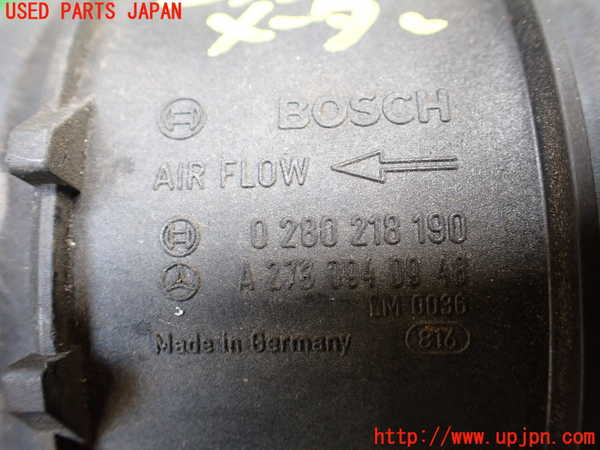 USED PARTS JAPAN
BOSCH
AIR FLOW
0 280 218 190
A 273 094 09 48
LM 0036
Made in Germany
816
UPJ
http://www.upjpn.com/